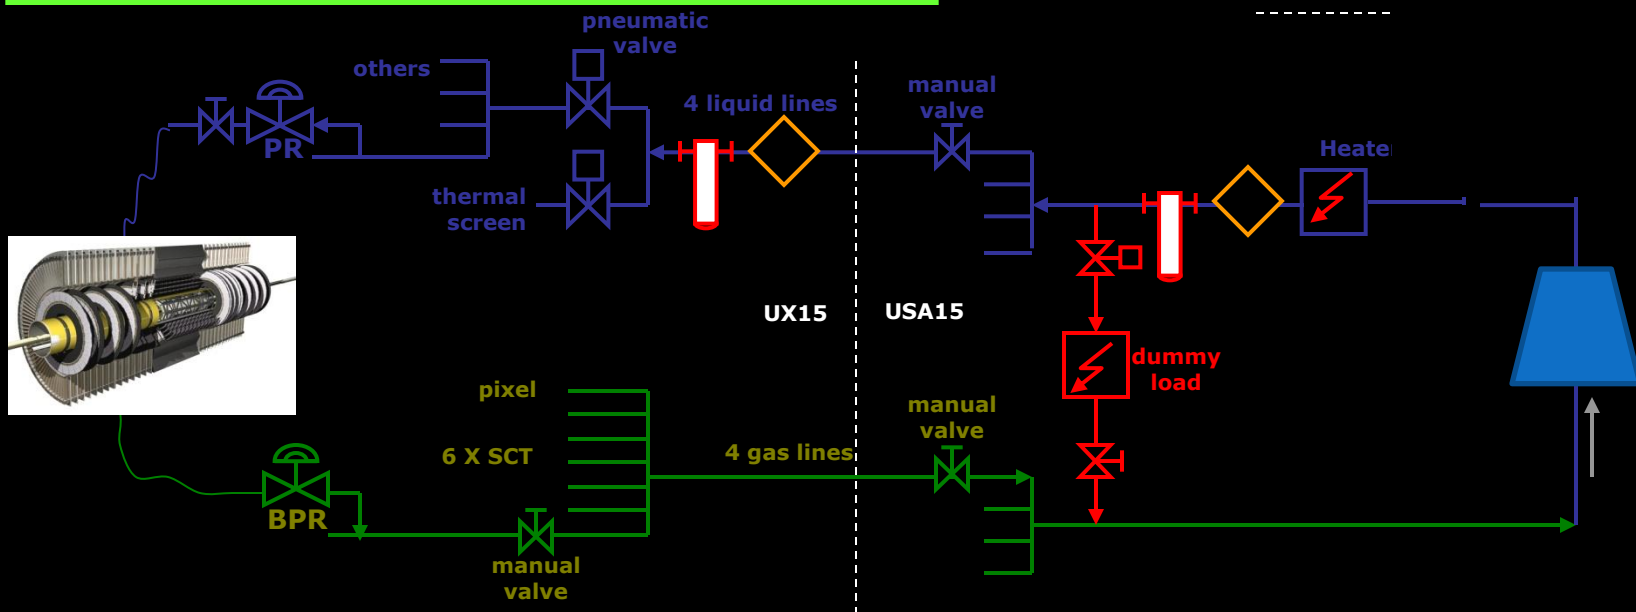 pneumatic
valve
others
4 liquid lines
manual
valve
PR
Heater
thermal
screen
UX15
USA15
dummy
load
pixel
manual
valve
6 X SCT
4 gas lines
BPR
manual
valve